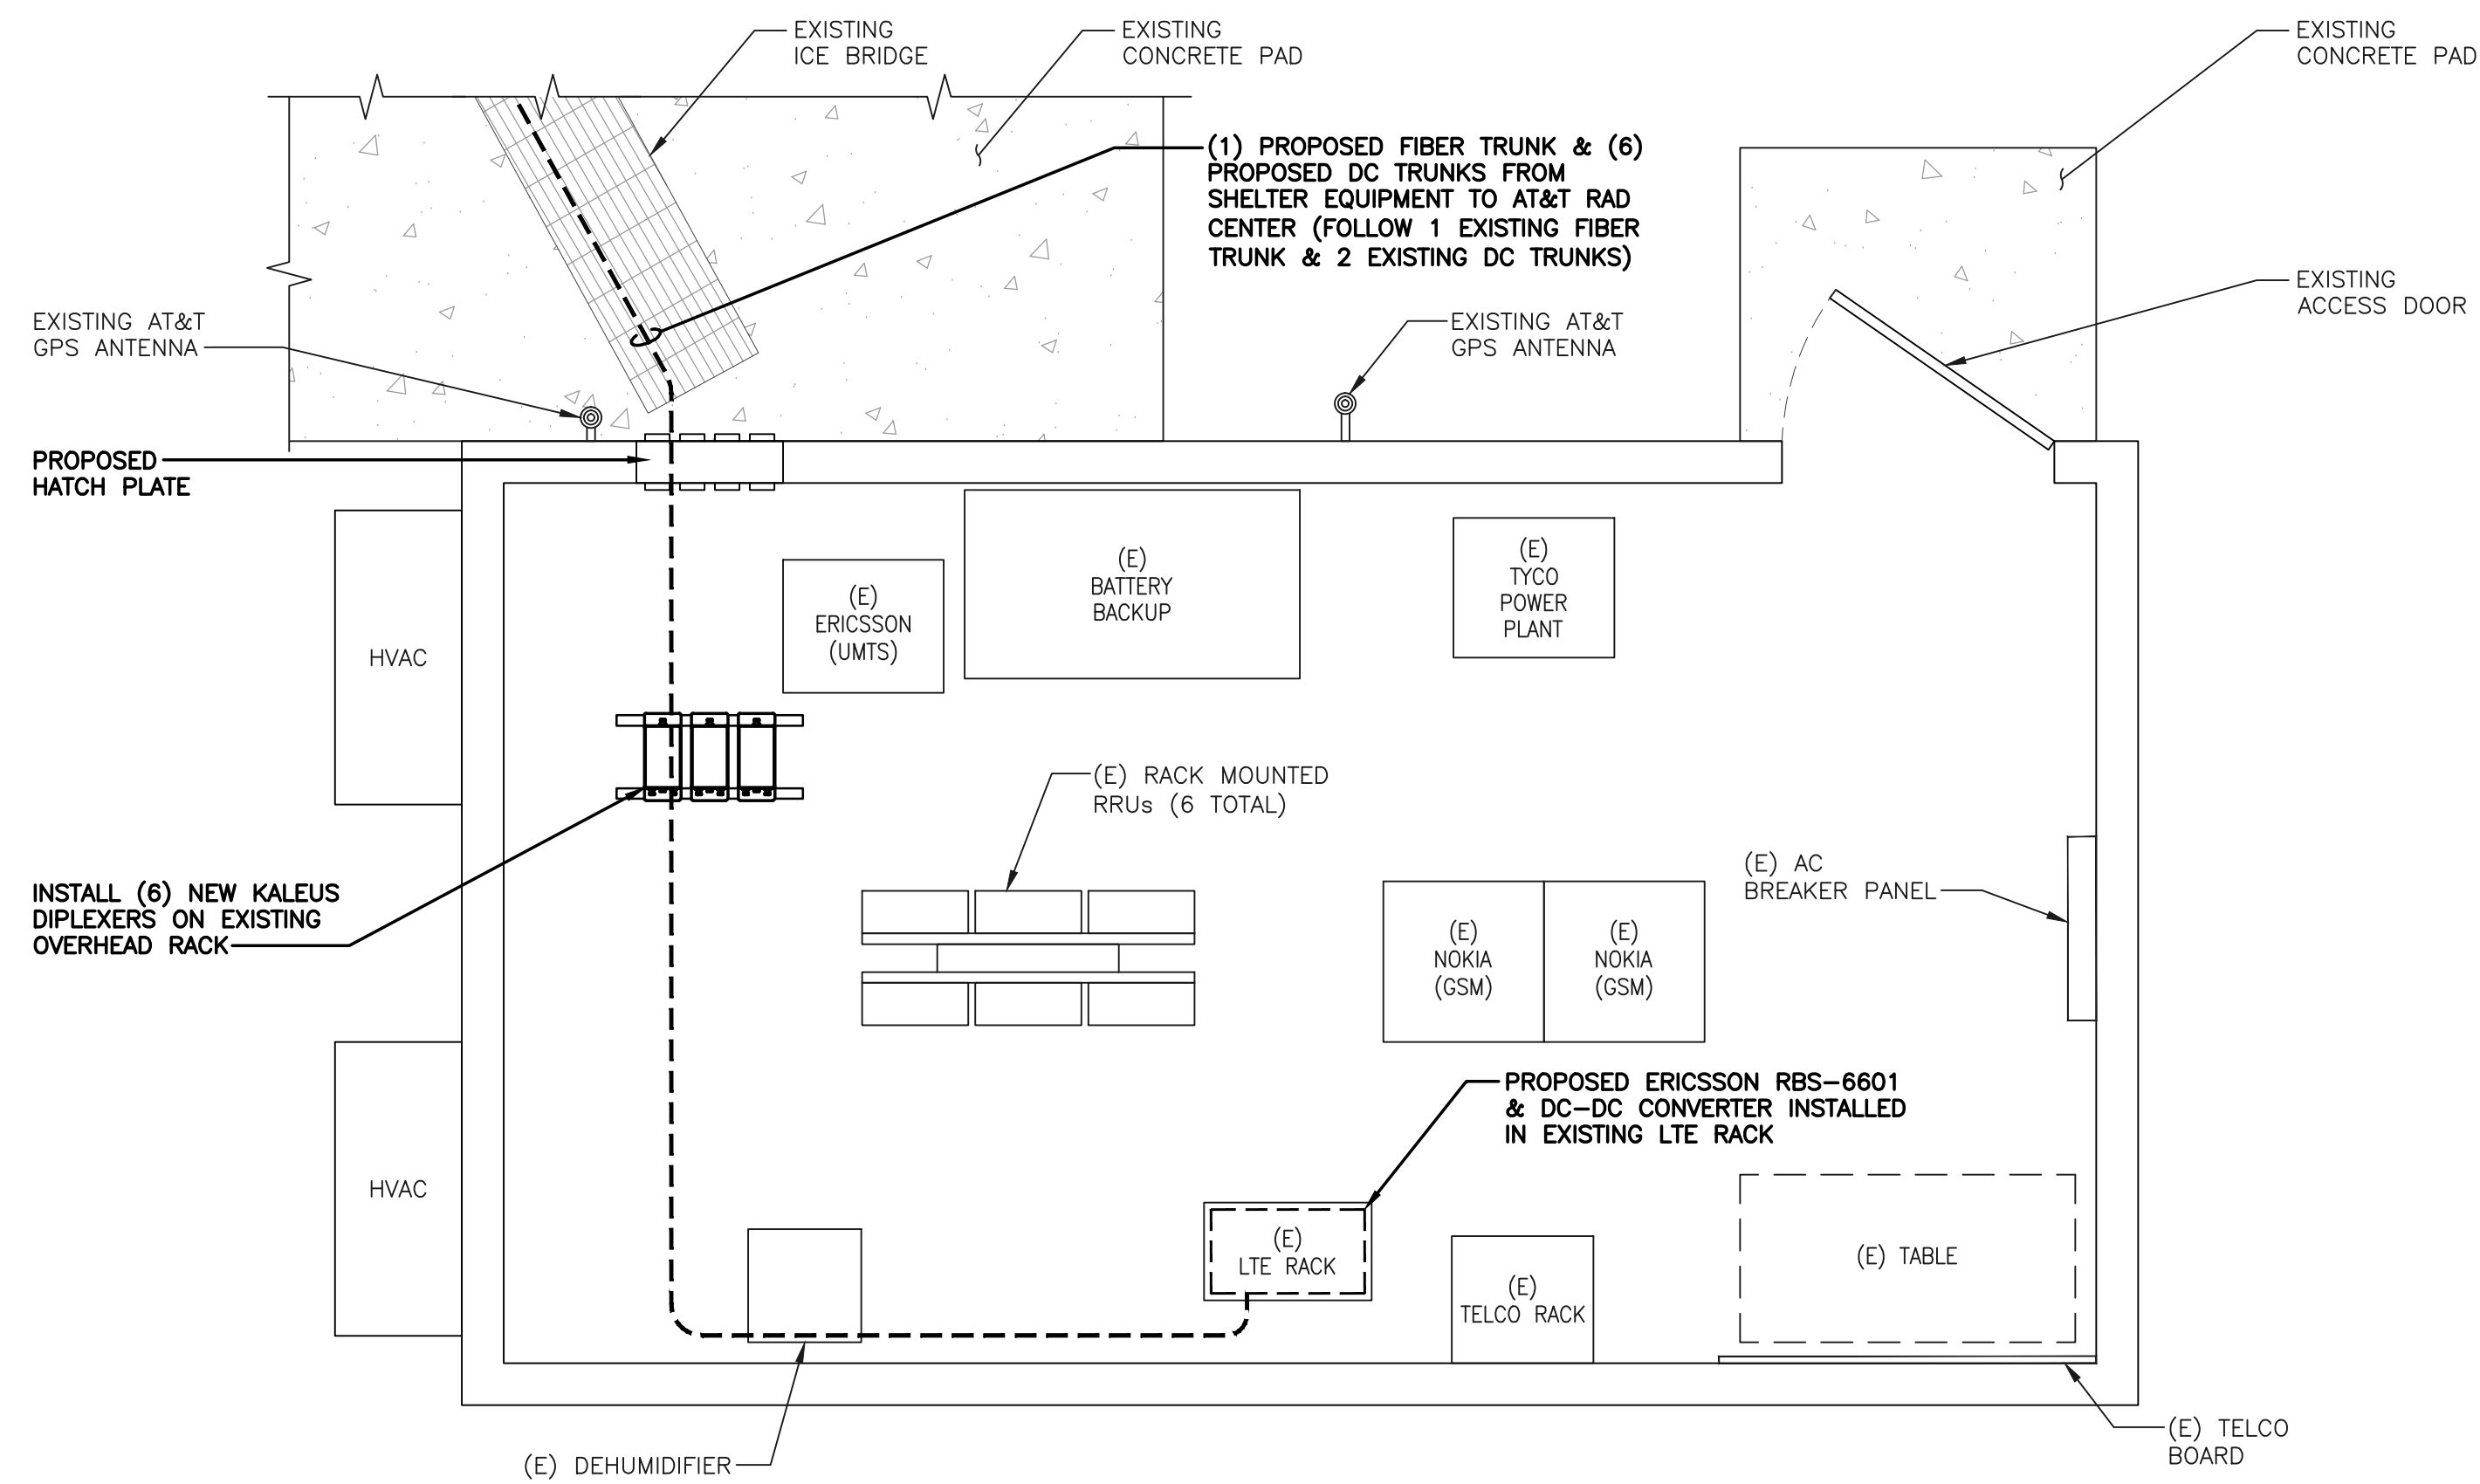 EXISTING
ICE BRIDGE
EXISTING
CONCRETE PAD
EXISTING
CONCRETE PAD
(1) PROPOSED FIBER TRUNK & (6)
PROPOSED DC TRUNKS FROM
SHELTER EQUIPMENT TO AT&T RAD
CENTER (FOLLOW 1 EXISTING FIBER
TRUNK & 2 EXISTING DC TRUNKS)
EXISTING
ACCESS DOOR
EXISTING AT&T
GPS ANTENNA
EXISTING AT&T
GPS ANTENNA
PROPOSED
HATCH PLATE
HVAC
(E)
ERICSSON
(UMTS)
(E)
BATTERY
BACKUP
(E)
TYCO
POWER
PLANT
(E) RACK MOUNTED
RRUs (6 TOTAL)
(E) AC
BREAKER PANEL
INSTALL (6) NEW KALEUS
DIPLEXERS ON EXISTING
OVERHEAD RACK
(E)
NOKIA
(GSM)
(E)
NOKIA
(GSM)
PROPOSED ERICSSON RBS-6601
& DC-DC CONVERTER INSTALLED
IN EXISTING LTE RACK
HVAC
(E)
LTE RACK
(E)
TELCO RACK
(E) TABLE
(E) TELCO
BOARD
(E) DEHUMIDIFIER